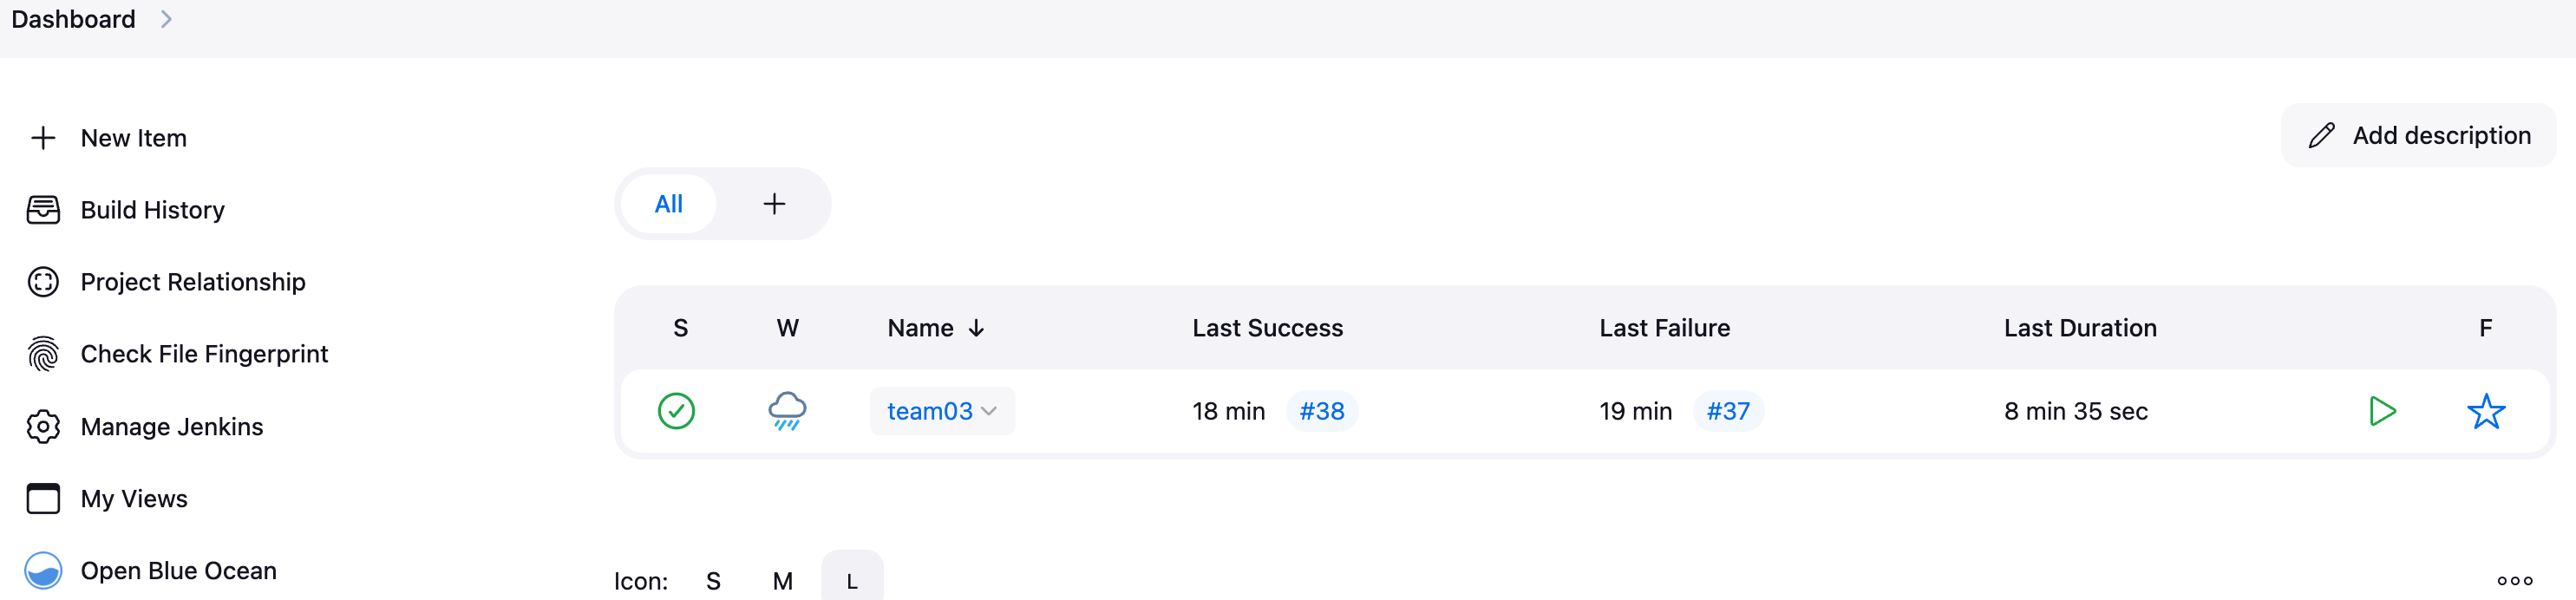 Dashboard
New Item
Build History
Project Relationship
Check File Fingerprint
Manage Jenkins
My Views
Open Blue Ocean
Add description
All
S W Name ↓ Last Success Last Failure Last Duration F
team03 18 min #38 19 min #37 8 min 35 sec
Icon: S M L